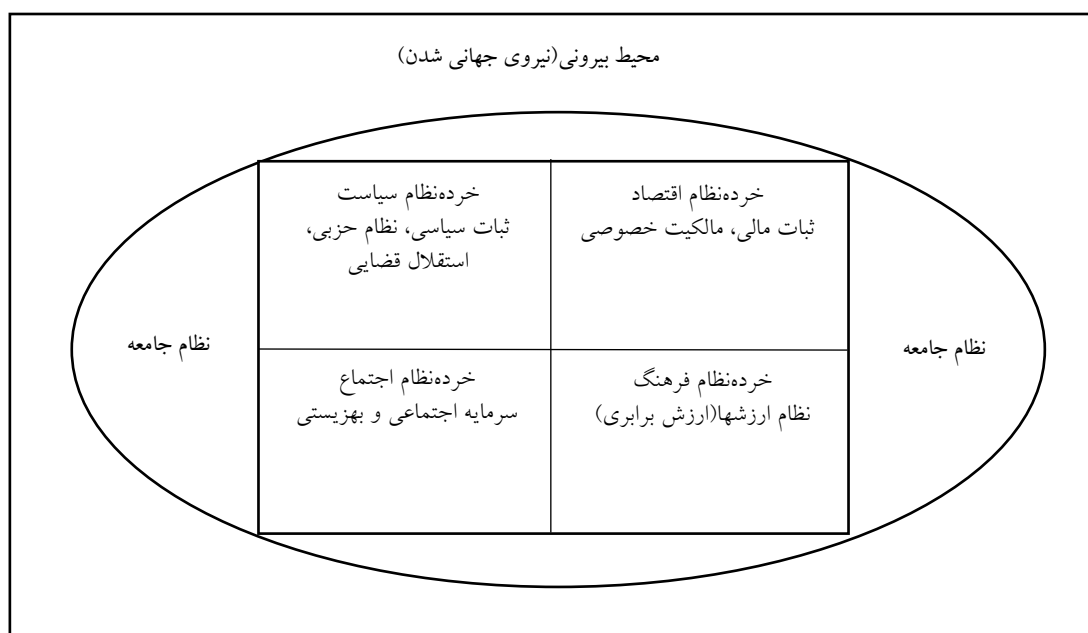 محیط بیرونی(نیروی جهانی شدن)
خرده‌نظام اقتصاد
ثبات مالی، مالکیت خصوصی
خرده‌نظام سیاست
ثبات سیاسی، نظام حزبی،
استقلال قضایی
نظام جامعه
نظام جامعه
خرده‌نظام فرهنگ
نظام ارزشها(ارزش برابری)
خرده‌نظام اجتماع
سرمایه اجتماعی و بهزیستی